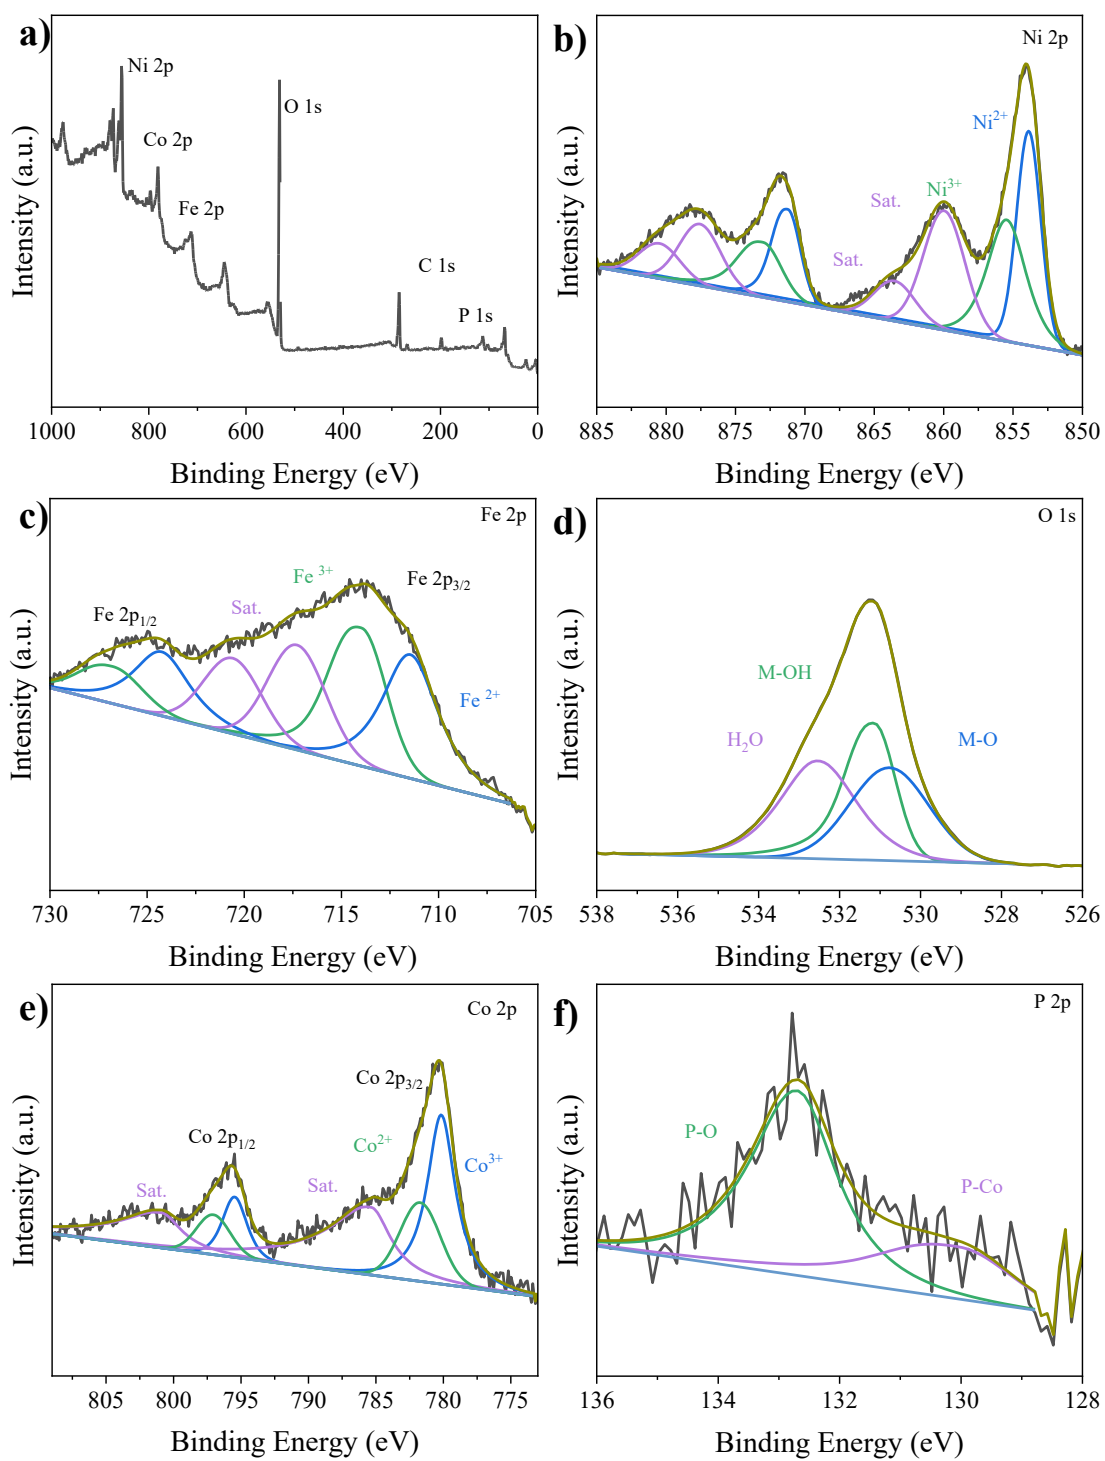 a)
Ni 2p
Co 2p
Fe 2p
O 1s
C 1s
P 1s
Intensity (a.u.)
1000 800 600 400 200 0
Binding Energy (eV)
b)
Ni 2p
Ni²⁺
Ni³⁺
Sat.
Sat.
Intensity (a.u.)
885 880 875 870 865 860 855 850
Binding Energy (eV)
c)
Fe 2p
Fe 2p₁/₂
Sat.
Fe ³⁺
Fe 2p₃/₂
Fe ²⁺
Intensity (a.u.)
730 725 720 715 710 705
Binding Energy (eV)
d)
O 1s
M-OH
H₂O
M-O
Intensity (a.u.)
538 536 534 532 530 528 526
Binding Energy (eV)
e)
Co 2p
Co 2p₃/₂
Co 2p₁/₂
Co²⁺
Co³⁺
Sat.
Sat.
Intensity (a.u.)
805 800 795 790 785 780 775
Binding Energy (eV)
f)
P 2p
P-O
P-Co
Intensity (a.u.)
136 134 132 130 128
Binding Energy (eV)